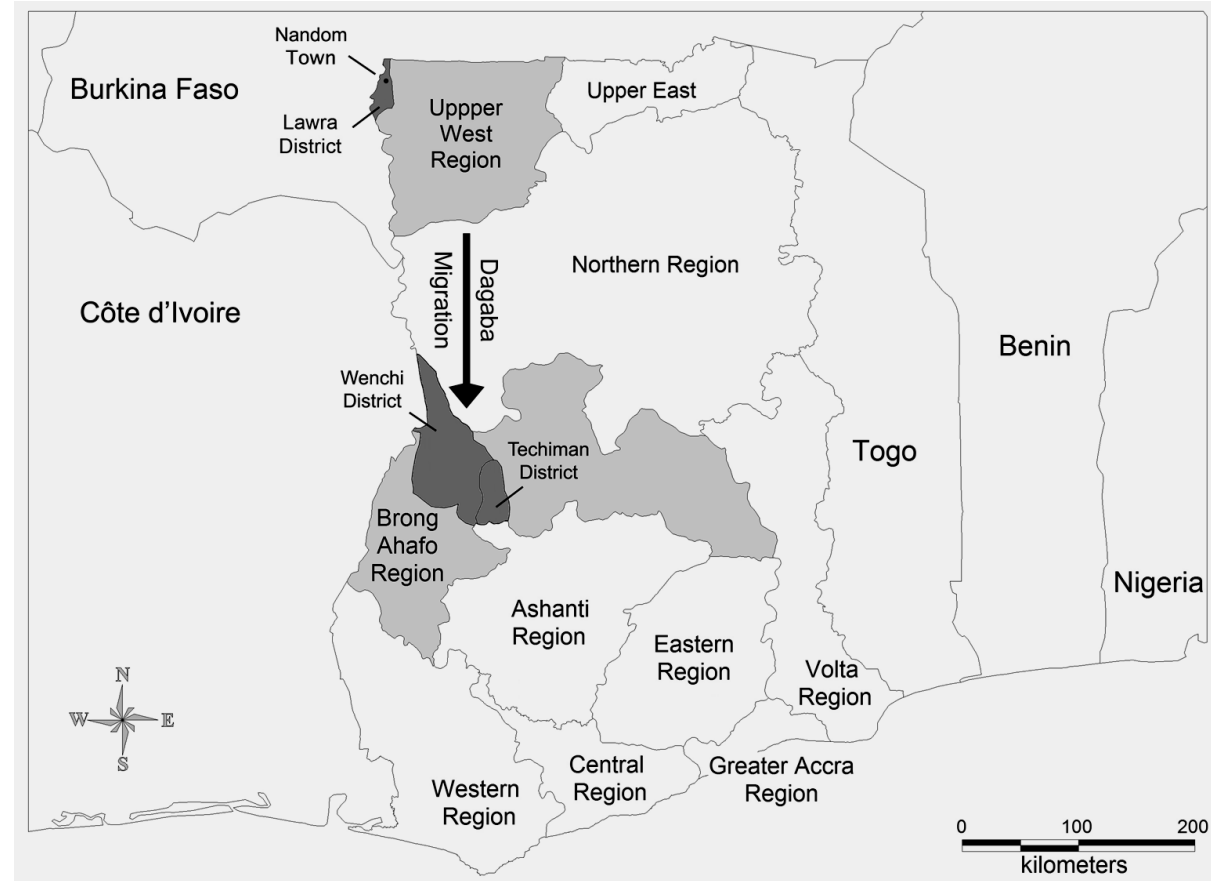 Nandom
Town
Burkina Faso
Lawra
District
Uppper
West
Region
Upper East
Northern Region
Dagaba
Migration
Côte d’Ivoire
Benin
Wenchi
District
Techiman
District
Togo
Brong
Ahafo
Region
Nigeria
Ashanti
Region
Eastern
Region
Volta
Region
N
W
E
S
Western
Region
Central
Region
Greater Accra
Region
0 100 200
kilometers